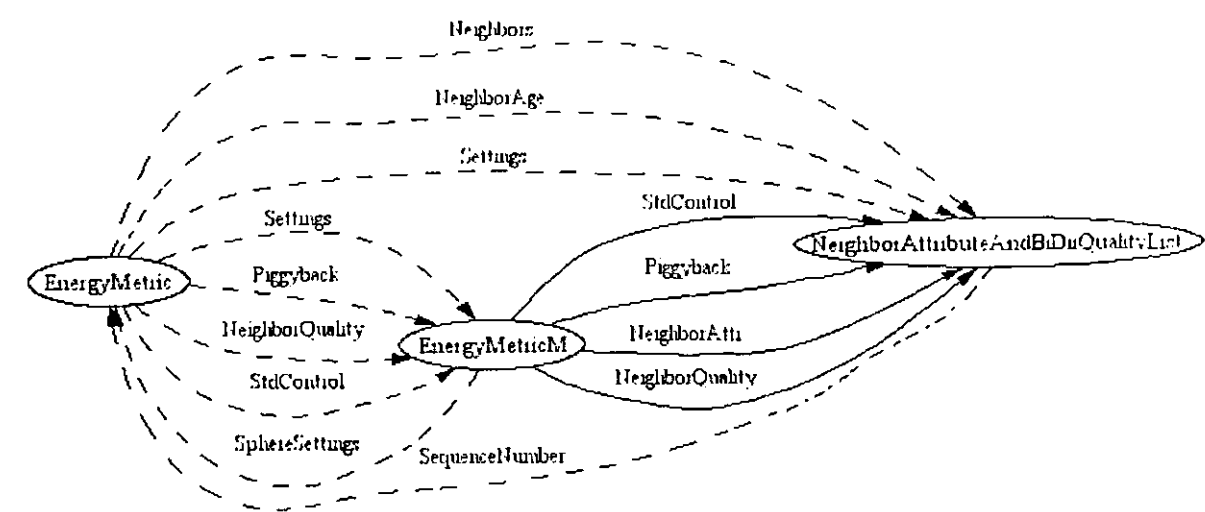 Neighbors
NeighborAge
Settings
StdControl
Settings
NeighborAttributeAndBiDirQualityList
Piggyback
Piggyback
EnergyMetric
NeighborQuality
NeighborAttr
EnergyMetricM
StdControl
NeighborQuality
SphereSettings
SequenceNumber